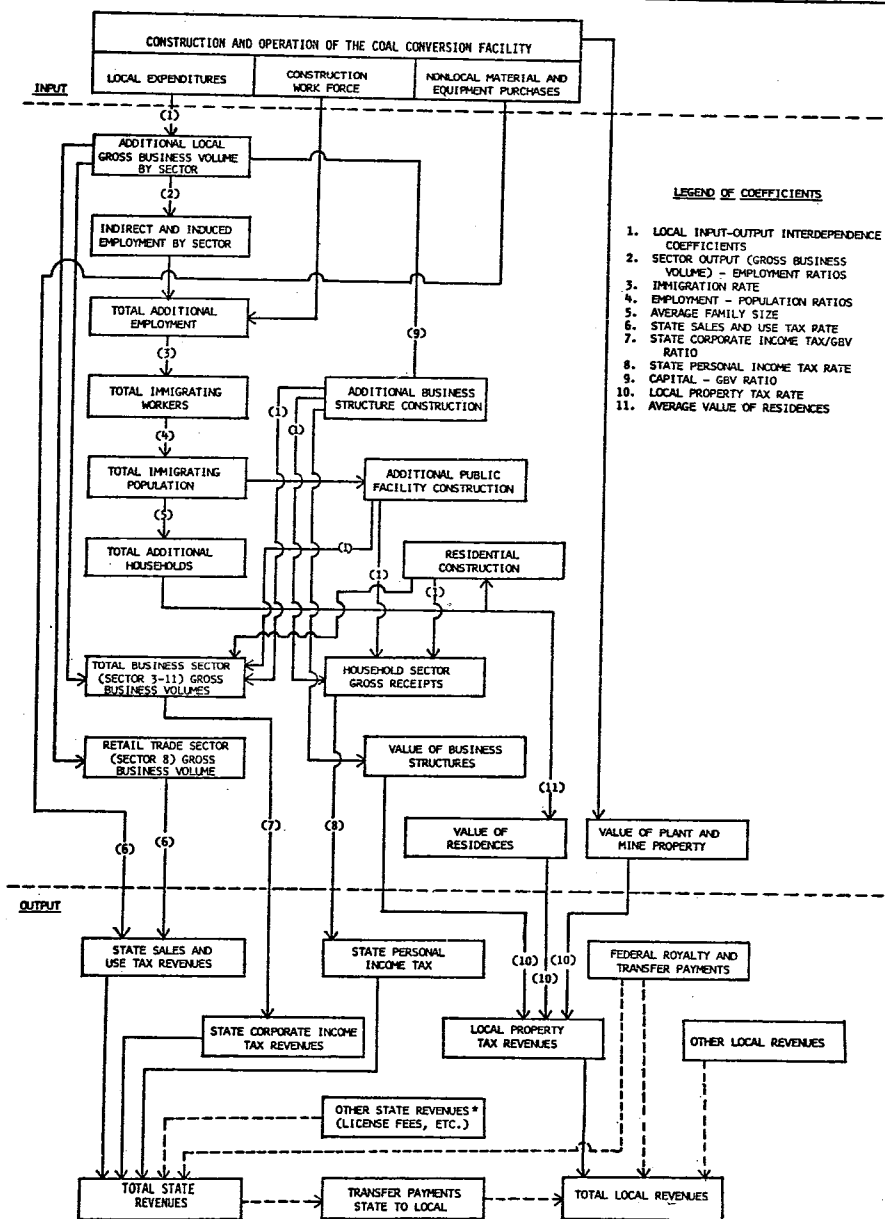 CONSTRUCTION AND OPERATION OF THE COAL CONVERSION FACILITY
LOCAL EXPENDITURES
CONSTRUCTION
WORK FORCE
NONLOCAL MATERIAL AND
EQUIPMENT PURCHASES
INPUT
(1)
ADDITIONAL LOCAL
GROSS BUSINESS VOLUME
BY SECTOR
(2)
INDIRECT AND INDUCED
EMPLOYMENT BY SECTOR
TOTAL ADDITIONAL
EMPLOYMENT
(9)
(3)
TOTAL IMMIGRATING
WORKERS
ADDITIONAL BUSINESS
STRUCTURE CONSTRUCTION
(1)
(1)
(4)
TOTAL IMMIGRATING
POPULATION
ADDITIONAL PUBLIC
FACILITY CONSTRUCTION
(5)
TOTAL ADDITIONAL
HOUSEHOLDS
(1)
RESIDENTIAL
CONSTRUCTION
(1)
(1)
TOTAL BUSINESS SECTOR
(SECTOR 3-11) GROSS
BUSINESS VOLUMES
HOUSEHOLD SECTOR
GROSS RECEIPTS
RETAIL TRADE SECTOR
(SECTOR 8) GROSS
BUSINESS VOLUME
VALUE OF BUSINESS
STRUCTURES
(11)
(6)
(6)
(7)
(8)
VALUE OF
RESIDENCES
VALUE OF PLANT AND
MINE PROPERTY
LEGEND OF COEFFICIENTS
1. LOCAL INPUT-OUTPUT INTERDEPENDENCE
COEFFICIENTS
2. SECTOR OUTPUT (GROSS BUSINESS
VOLUME) - EMPLOYMENT RATIOS
3. IMMIGRATION RATE
4. EMPLOYMENT - POPULATION RATIOS
5. AVERAGE FAMILY SIZE
6. STATE SALES AND USE TAX RATE
7. STATE CORPORATE INCOME TAX/GBV
RATIO
8. STATE PERSONAL INCOME TAX RATE
9. CAPITAL - GBV RATIO
10. LOCAL PROPERTY TAX RATE
11. AVERAGE VALUE OF RESIDENCES
OUTPUT
STATE SALES AND
USE TAX REVENUES
STATE PERSONAL
INCOME TAX
(10)
(10)
(10)
FEDERAL ROYALTY AND
TRANSFER PAYMENTS
STATE CORPORATE INCOME
TAX REVENUES
LOCAL PROPERTY
TAX REVENUES
OTHER LOCAL REVENUES
OTHER STATE REVENUES*
(LICENSE FEES, ETC.)
TOTAL STATE
REVENUES
TRANSFER PAYMENTS
STATE TO LOCAL
TOTAL LOCAL REVENUES